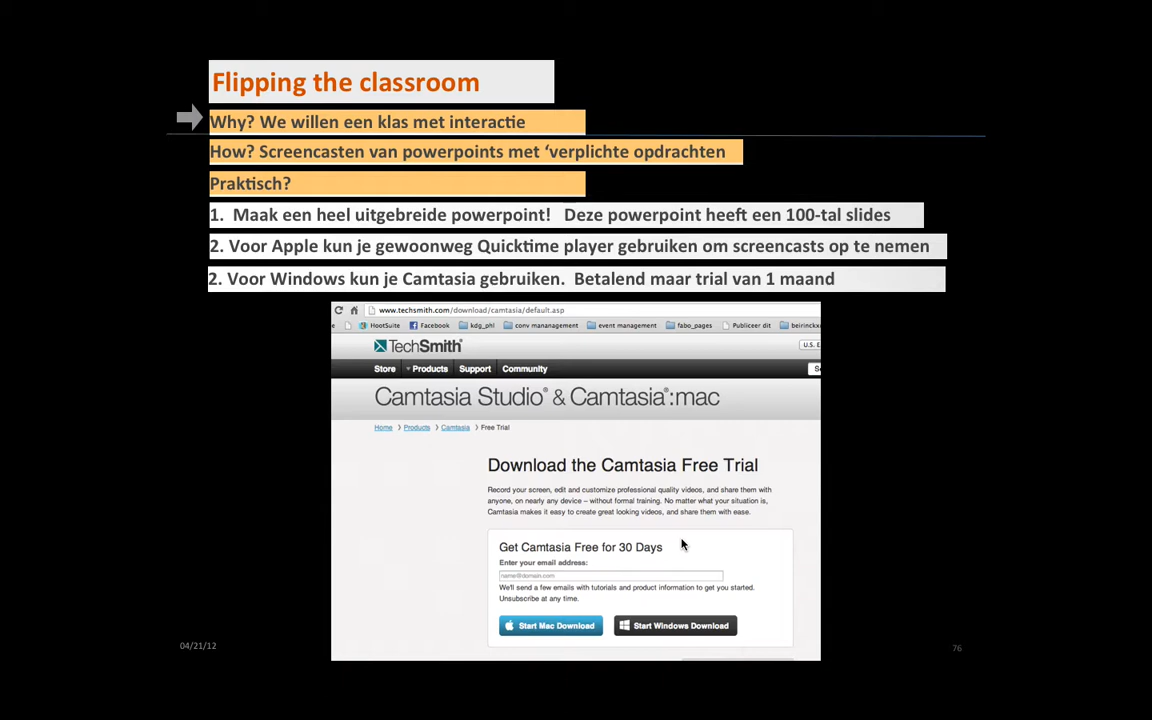 Flipping the classroom
Why? We willen een klas met interactie
How? Screencasten van powerpoints met ‘verplichte opdrachten
Praktisch?
1. Maak een heel uitgebreide powerpoint! Deze powerpoint heeft een 100-tal slides
2. Voor Apple kun je gewoonweg Quicktime player gebruiken om screencasts op te nemen
2. Voor Windows kun je Camtasia gebruiken. Betalend maar trial van 1 maand
www.techsmith.com/download/camtasia/default.asp
HootSuite Facebook kdg_phl conv mananagement event management fabo_pages Publiceer dit beirinckx
TechSmith
U.S. E
Store Products Support Community
Camtasia Studio® & Camtasia®:mac
Home > Products > Camtasia > Free Trial
Download the Camtasia Free Trial
Record your screen, edit and customize professional quality videos, and share them with
anyone, on nearly any device – without formal training. No matter what your situation is,
Camtasia makes it easy to create great looking videos, and share them with ease.
Get Camtasia Free for 30 Days
Enter your email address:
name@domain.com
We'll send a few emails with tutorials and product information to get you started.
Unsubscribe at any time.
Start Mac Download Start Windows Download
04/21/12
76